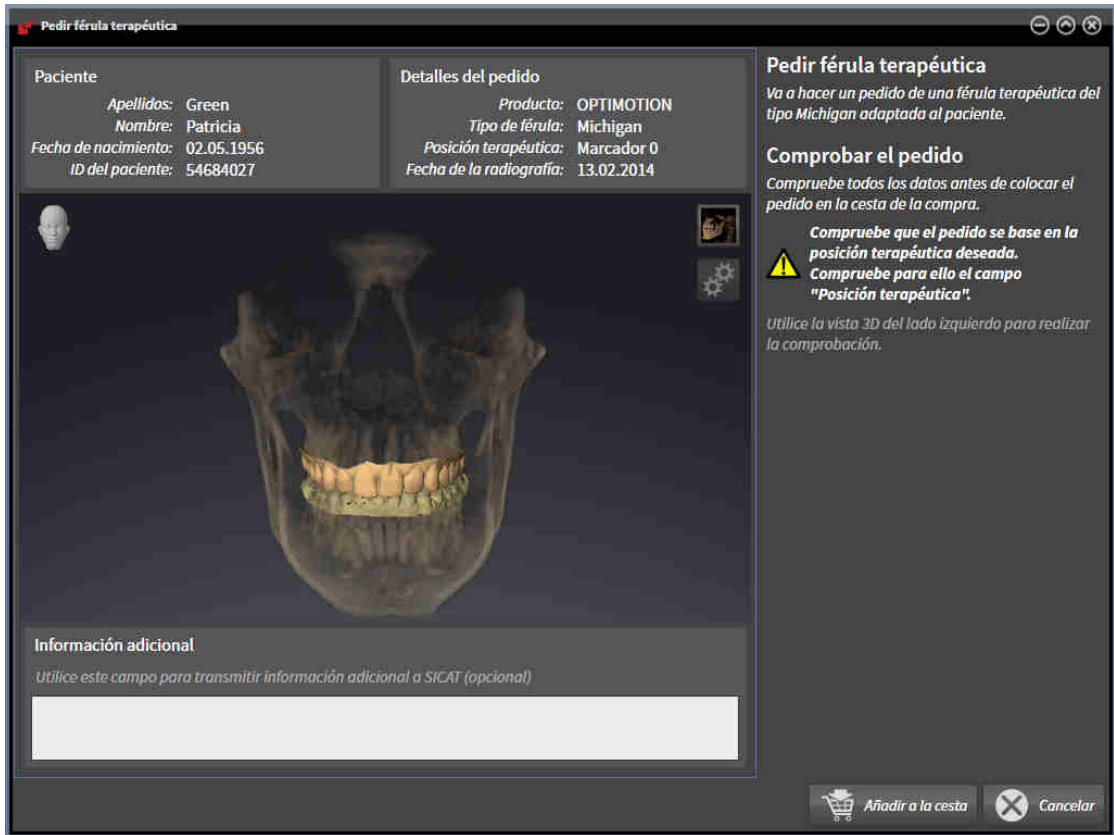 Pedir férula terapéutica
Paciente
Apellidos: Green
Nombre: Patricia
Fecha de nacimiento: 02.05.1956
ID del paciente: 54684027
Detalles del pedido
Producto: OPTIMOTION
Tipo de férula: Michigan
Posición terapéutica: Marcador 0
Fecha de la radiografía: 13.02.2014
Información adicional
Utilice este campo para transmitir información adicional a SICAT (opcional)
Pedir férula terapéutica
Va a hacer un pedido de una férula terapéutica del
tipo Michigan adaptada al paciente.
Comprobar el pedido
Compruebe todos los datos antes de colocar el
pedido en la cesta de la compra.
Compruebe que el pedido se base en la
posición terapéutica deseada.
Compruebe para ello el campo
"Posición terapéutica".
Utilice la vista 3D del lado izquierdo para realizar
la comprobación.
Añadir a la cesta
Cancelar